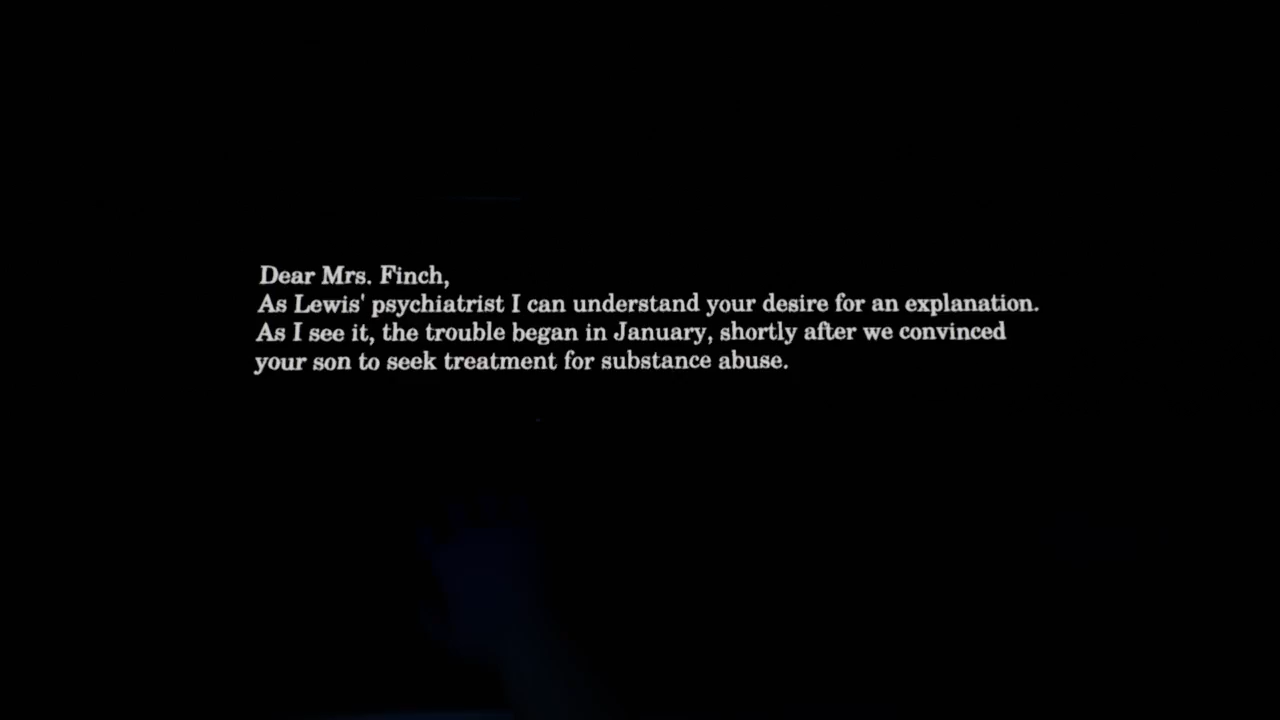 Dear Mrs. Finch,
As Lewis' psychiatrist I can understand your desire for an explanation.
As I see it, the trouble began in January, shortly after we convinced
your son to seek treatment for substance abuse.